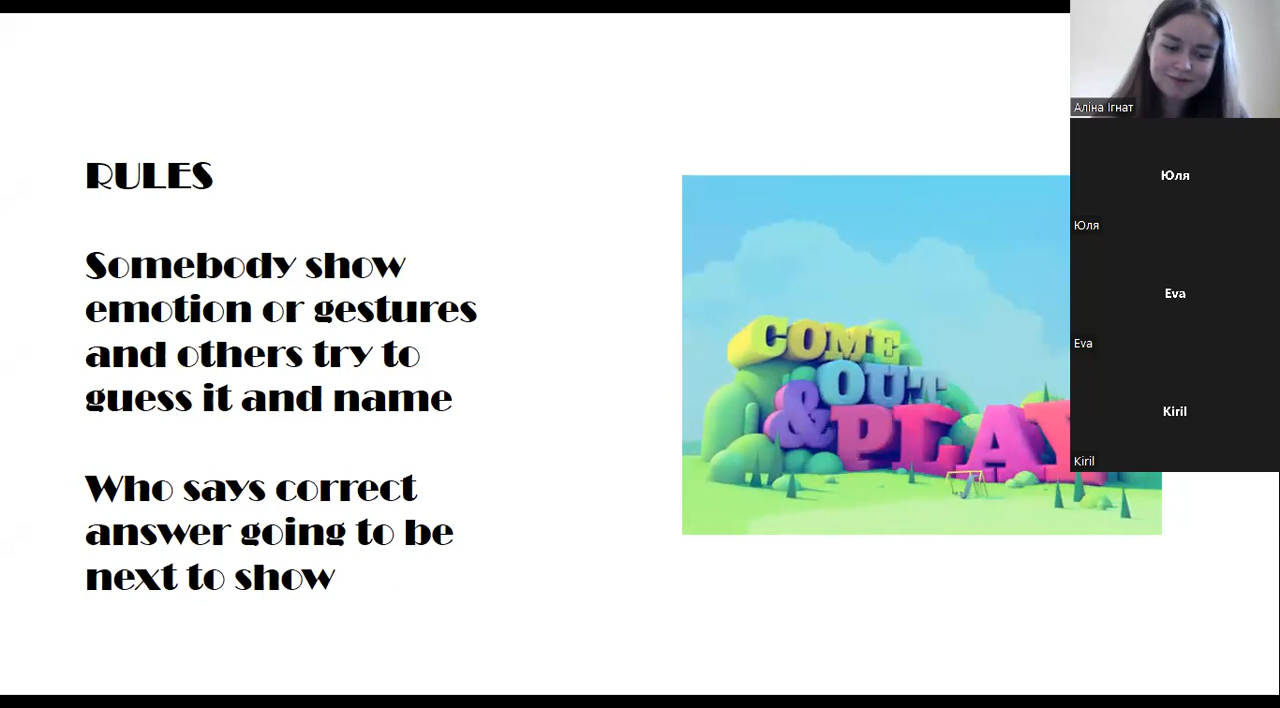 RULES
Somebody show
emotion or gestures
and others try to
guess it and name
Who says correct
answer going to be
next to show
COME
OUT
& PLAY
Аліна Ігнат
Юля
Юля
Eva
Eva
Kiril
Kiril